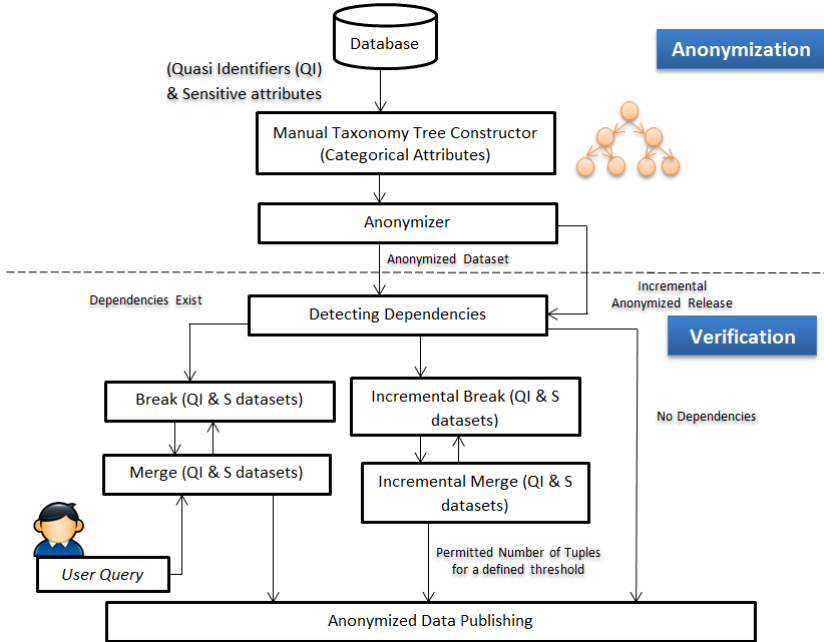 Database
Anonymization
(Quasi Identifiers (QI)
& Sensitive attributes
Manual Taxonomy Tree Constructor
(Categorical Attributes)
Anonymizer
Anonymized Dataset
Incremental
Anonymized Release
Dependencies Exist
Detecting Dependencies
Verification
Break (QI & S datasets)
Incremental Break (QI & S
datasets)
No Dependencies
Merge (QI & S datasets)
Incremental Merge (QI & S
datasets)
User Query
Permitted Number of Tuples
for a defined threshold
Anonymized Data Publishing